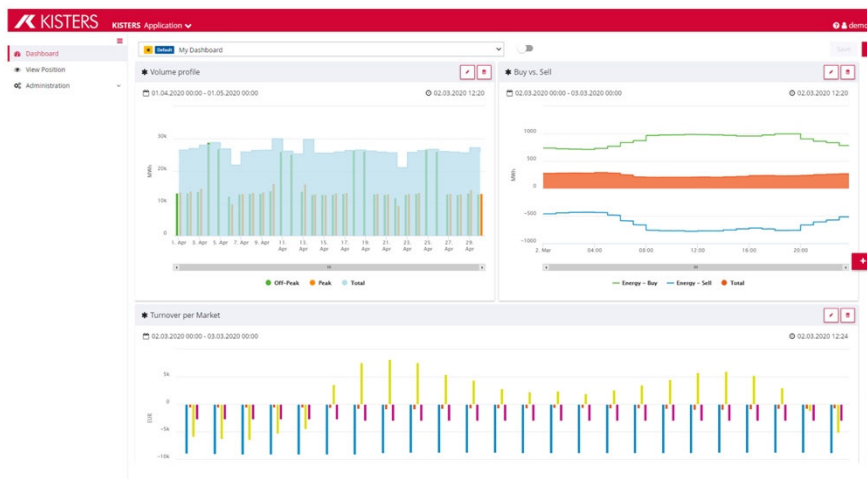 KISTERS KISTERS Application demo
Dashboard
View Position
Administration
Default My Dashboard
Save
Volume profile
01.04.2020 00:00 - 01.05.2020 00:00 02.03.2020 12:20
MWh
30k
20k
10k
0
1. Apr 3. Apr 5. Apr 7. Apr 9. Apr 11. Apr 13. Apr 15. Apr 17. Apr 19. Apr 21. Apr 23. Apr 25. Apr 27. Apr 29. Apr
Off-Peak Peak Total
Buy vs. Sell
02.03.2020 00:00 - 03.03.2020 00:00 02.03.2020 12:20
MWh
1000
500
0
-500
-1000
2. Mar 04:00 08:00 12:00 16:00 20:00
Energy - Buy Energy - Sell Total
Turnover per Market
02.03.2020 00:00 - 03.03.2020 00:00 02.03.2020 12:24
EUR
5k
0
-5k
-10k